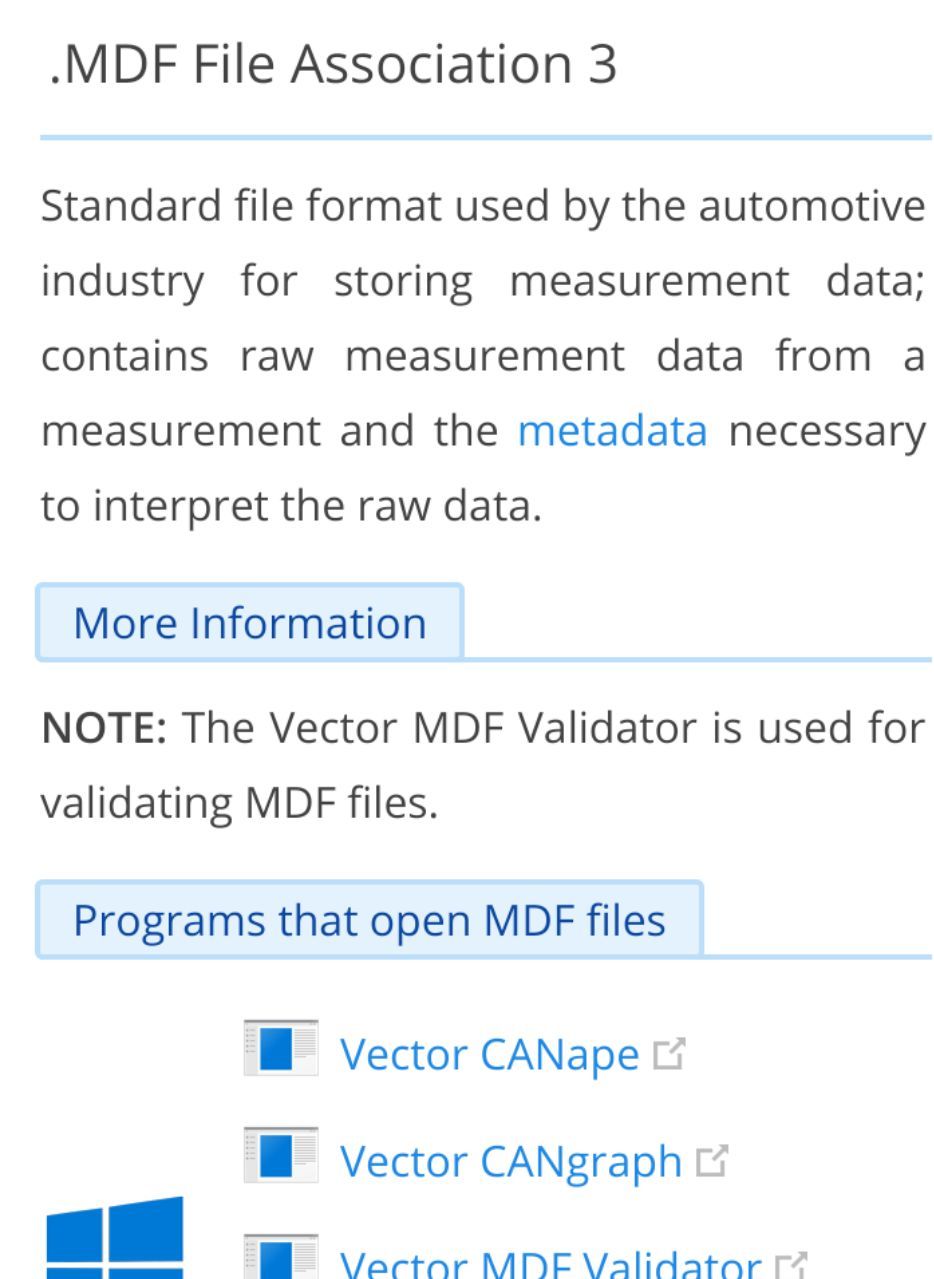 .MDF File Association 3
Standard file format used by the automotive
industry for storing measurement data;
contains raw measurement data from a
measurement and the metadata necessary
to interpret the raw data.
More Information
NOTE: The Vector MDF Validator is used for
validating MDF files.
Programs that open MDF files
Vector CANape
Vector CANgraph
Vector MDF Validator